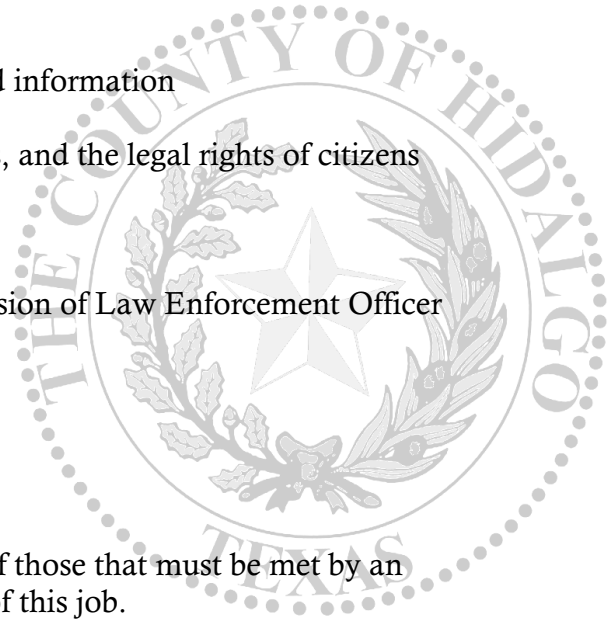 d information
, and the legal rights of citizens
sion of Law Enforcement Officer
f those that must be met by an
of this job.
THE COUNTY OF HIDALGO
TEXAS